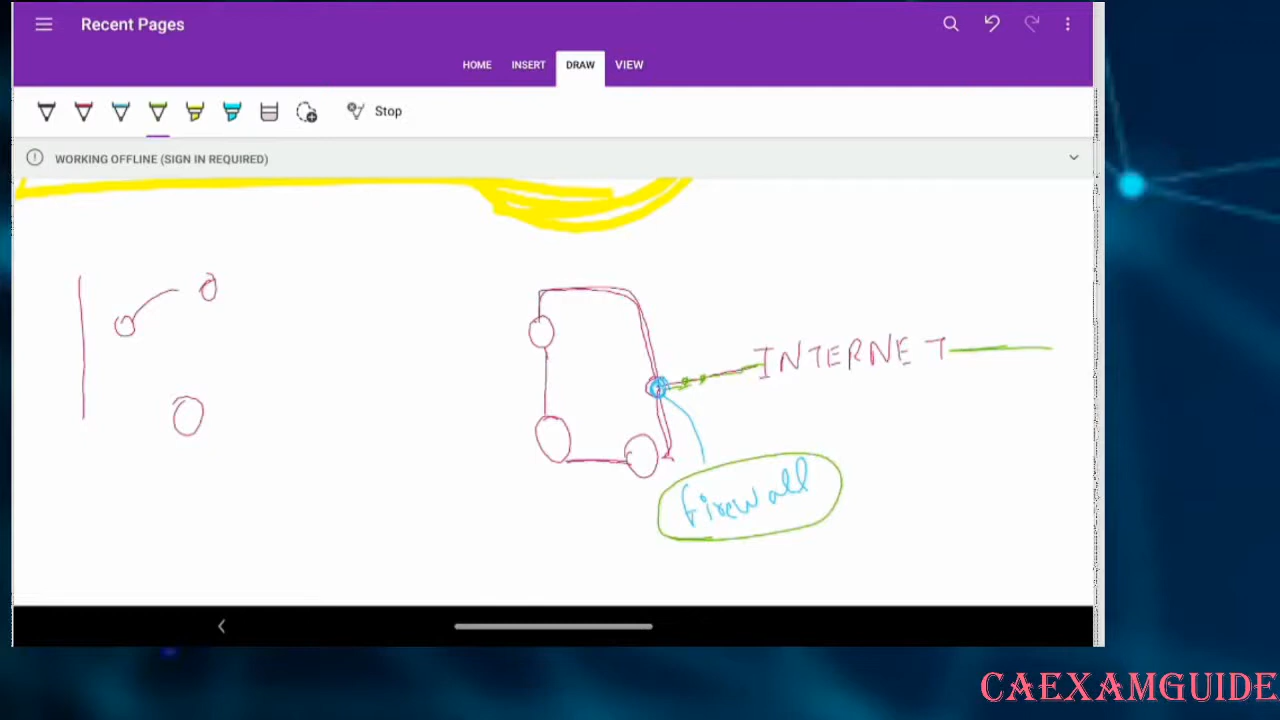 Recent Pages
HOME INSERT DRAW VIEW
Stop
WORKING OFFLINE (SIGN IN REQUIRED)
INTERNET
firewall
CAEXAMGUIDE